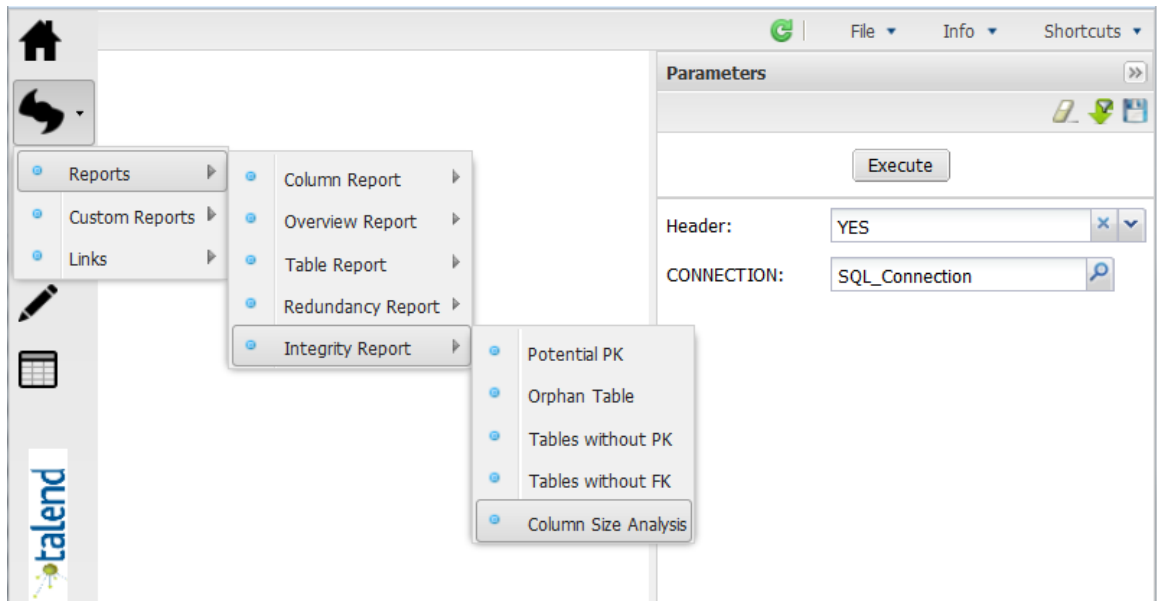 File Info Shortcuts
Parameters
Execute
Header: YES
CONNECTION: SQL_Connection
Reports
Custom Reports
Links
Column Report
Overview Report
Table Report
Redundancy Report
Integrity Report
Potential PK
Orphan Table
Tables without PK
Tables without FK
Column Size Analysis
talend